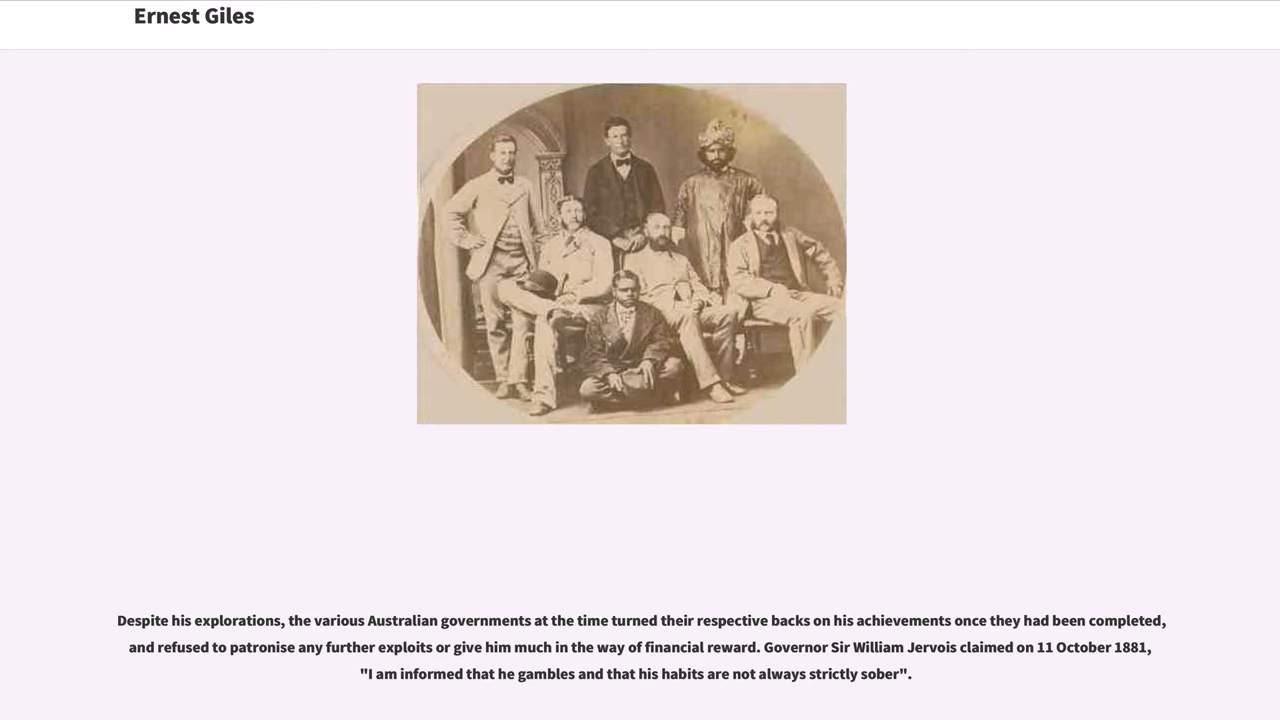 Ernest Giles
Despite his explorations, the various Australian governments at the time turned their respective backs on his achievements once they had been completed,
and refused to patronise any further exploits or give him much in the way of financial reward. Governor Sir William Jervois claimed on 11 October 1881,
"I am informed that he gambles and that his habits are not always strictly sober".